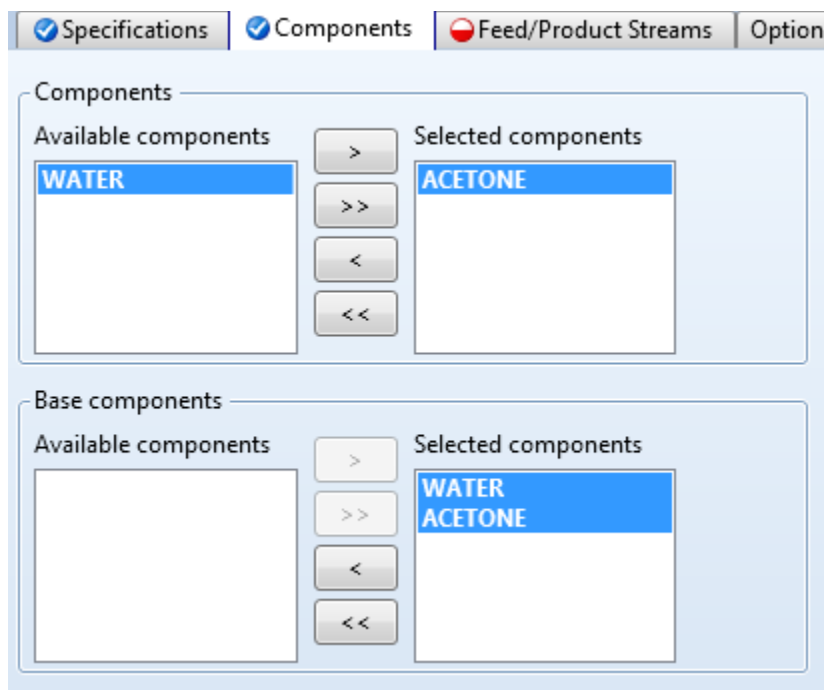 Specifications Components Feed/Product Streams Option
Components
Available components Selected components
WATER > ACETONE
>>
<
<<
Base components
Available components Selected components
> WATER
>> ACETONE
<
<<